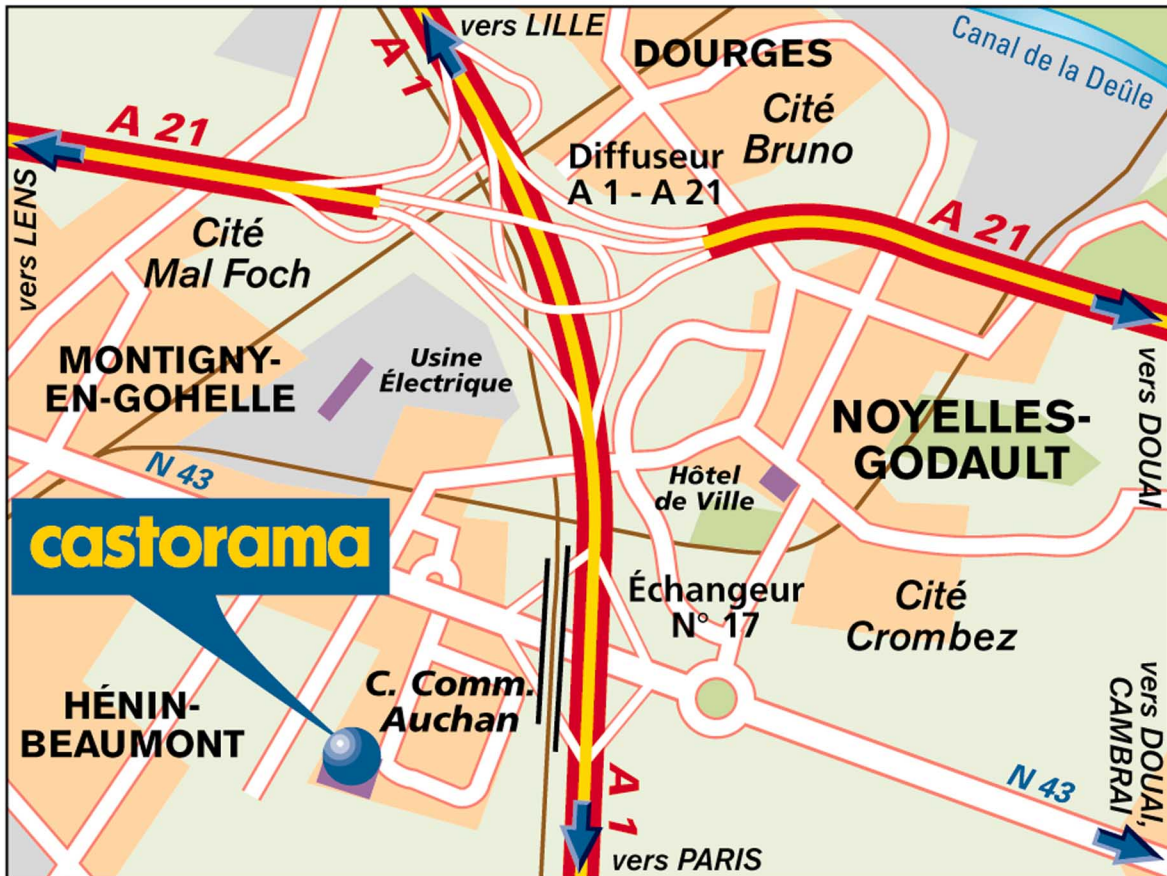 vers LILLE
A 1
DOURGES
Canal de la Deûle
Cité
Bruno
A 21
Diffuseur
A 1 - A 21
vers LENS
Cité
Mal Foch
A 21
MONTIGNY-
EN-GOHELLE
Usine
Électrique
vers DOUAI
NOYELLES-
GODAULT
N 43
Hôtel
de Ville
castorama
Échangeur
N° 17
Cité
Crombez
C. Comm.
Auchan
HÉNIN-
BEAUMONT
vers DOUAI,
CAMBRAI
N 43
A 1
vers PARIS